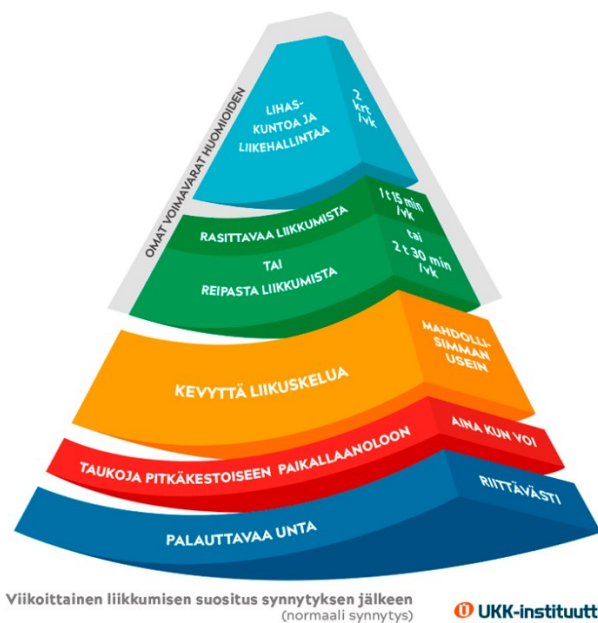 OMAT VOIMAVARAT HUOMIOIDEN
LIHAS-
KUNTOA JA
LIIKEHALLINTAA
2
krt
/vk
RASITTAVAA LIIKKUMISTA
1 t 15 min
/vk
TAI
tai
REIPASTA LIIKKUMISTA
2 t 30 min
/vk
KEVYTTÄ LIIKUSKELUA
MAHDOLLI-
SIMMAN
USEIN
TAUKOJA PITKÄKESTOISEEN PAIKALLAANOLOON
AINA KUN VOI
PALAUTTAVAA UNTA
RIITTÄVÄSTI
Viikoittainen liikkumisen suositus synnytyksen jälkeen
(normaali synnytys)
UKK-instituutt